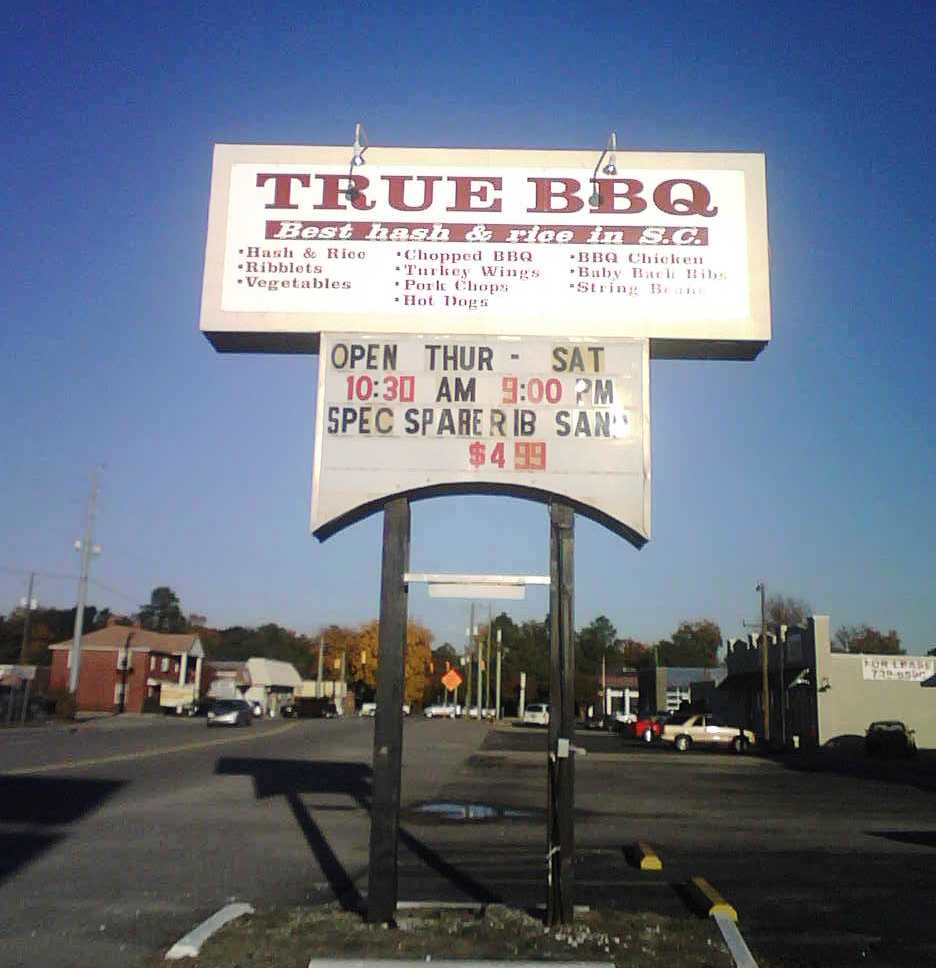 TRUE BBQ
Best hash & rice in S.C.
•Hash & Rice
•Ribblets
•Vegetables
•Chopped BBQ
•Turkey Wings
•Pork Chops
•Hot Dogs
•BBQ Chicken
•Baby Back Ribs
•String Beans
OPEN THUR - SAT
10:30 AM 9:00 PM
SPEC SPARERIB SAND
$4 99
FOR LEASE